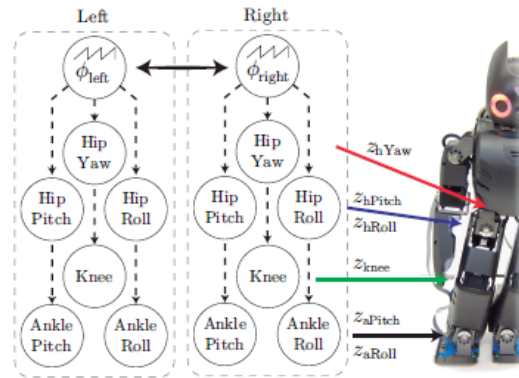 Left
Right
ϕleft
ϕright
Hip
Yaw
Hip
Yaw
Hip
Pitch
Hip
Roll
Hip
Pitch
Hip
Roll
Knee
Knee
Ankle
Pitch
Ankle
Roll
Ankle
Pitch
Ankle
Roll
zhYaw
zhPitch
zhRoll
zknee
zaPitch
zaRoll